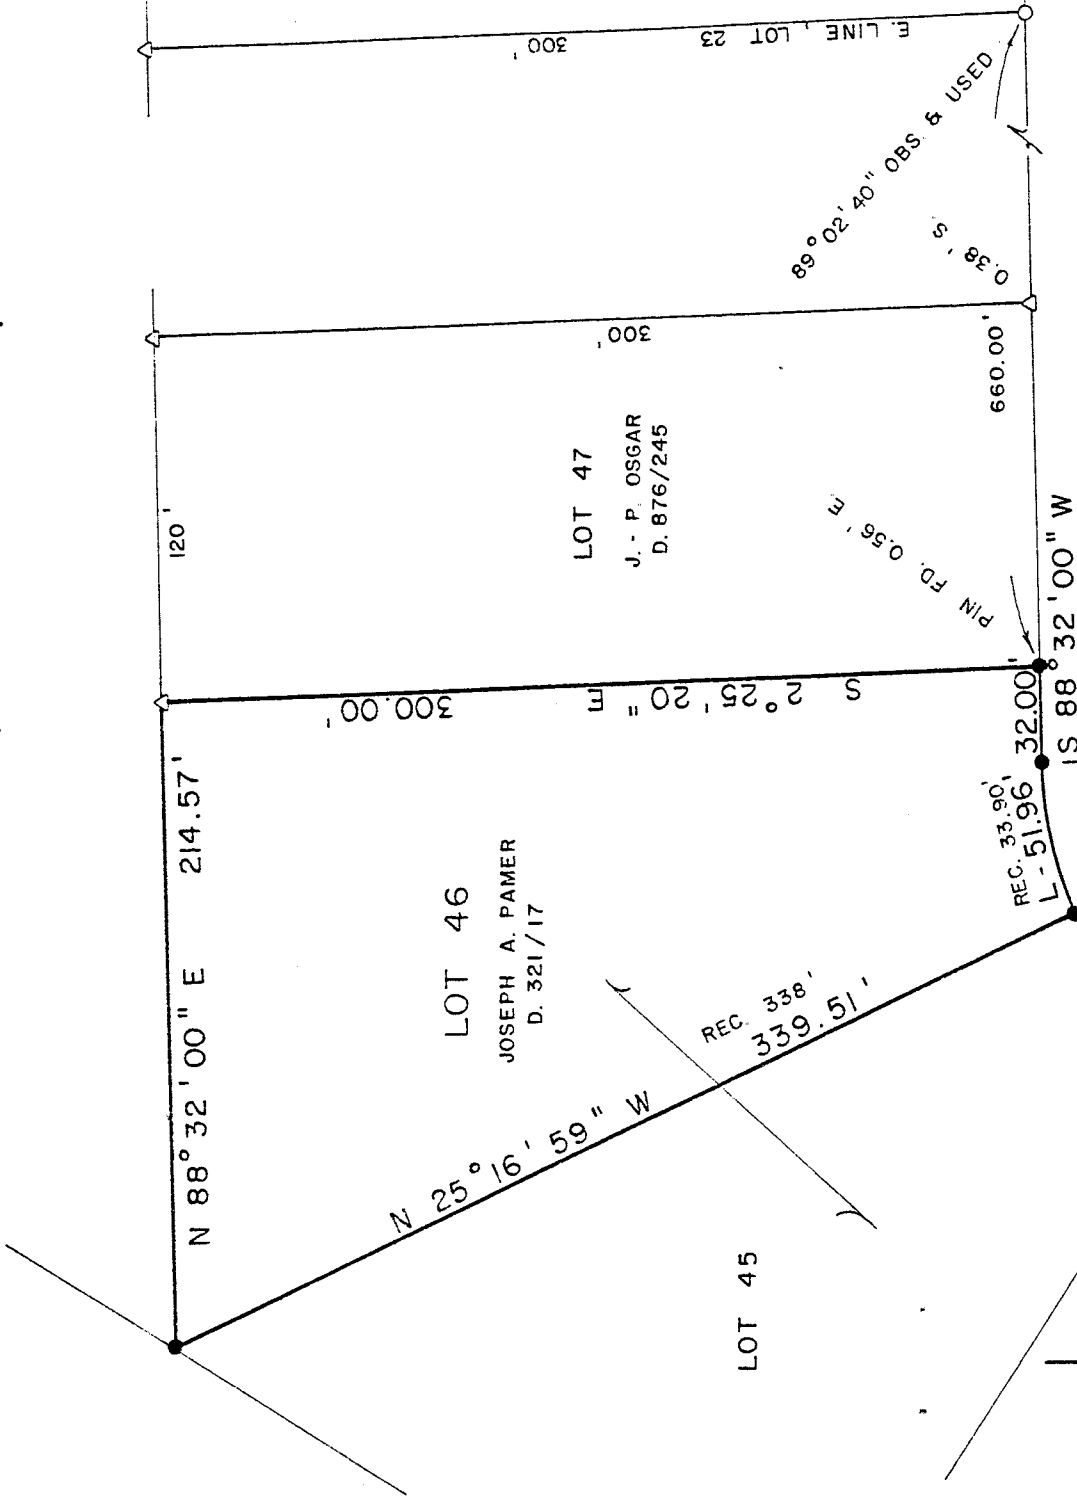 E. LINE, LOT 23
300'
89° 02' 40" OBS. & USED
0.38' S.
300'
660.00'
120'
LOT 47
J. - P. OSGAR
D. 876/245
PIN FD. 0.56' E
S 2° 25' 20" E
300.00'
32.00'
S 88° 32' 00" W
REC. 33.90'
L - 51.96'
N 88° 32' 00" E 214.57'
LOT 46
JOSEPH A. PAMER
D. 321/17
REC. 338'
339.51'
N 25° 16' 59" W
LOT 45